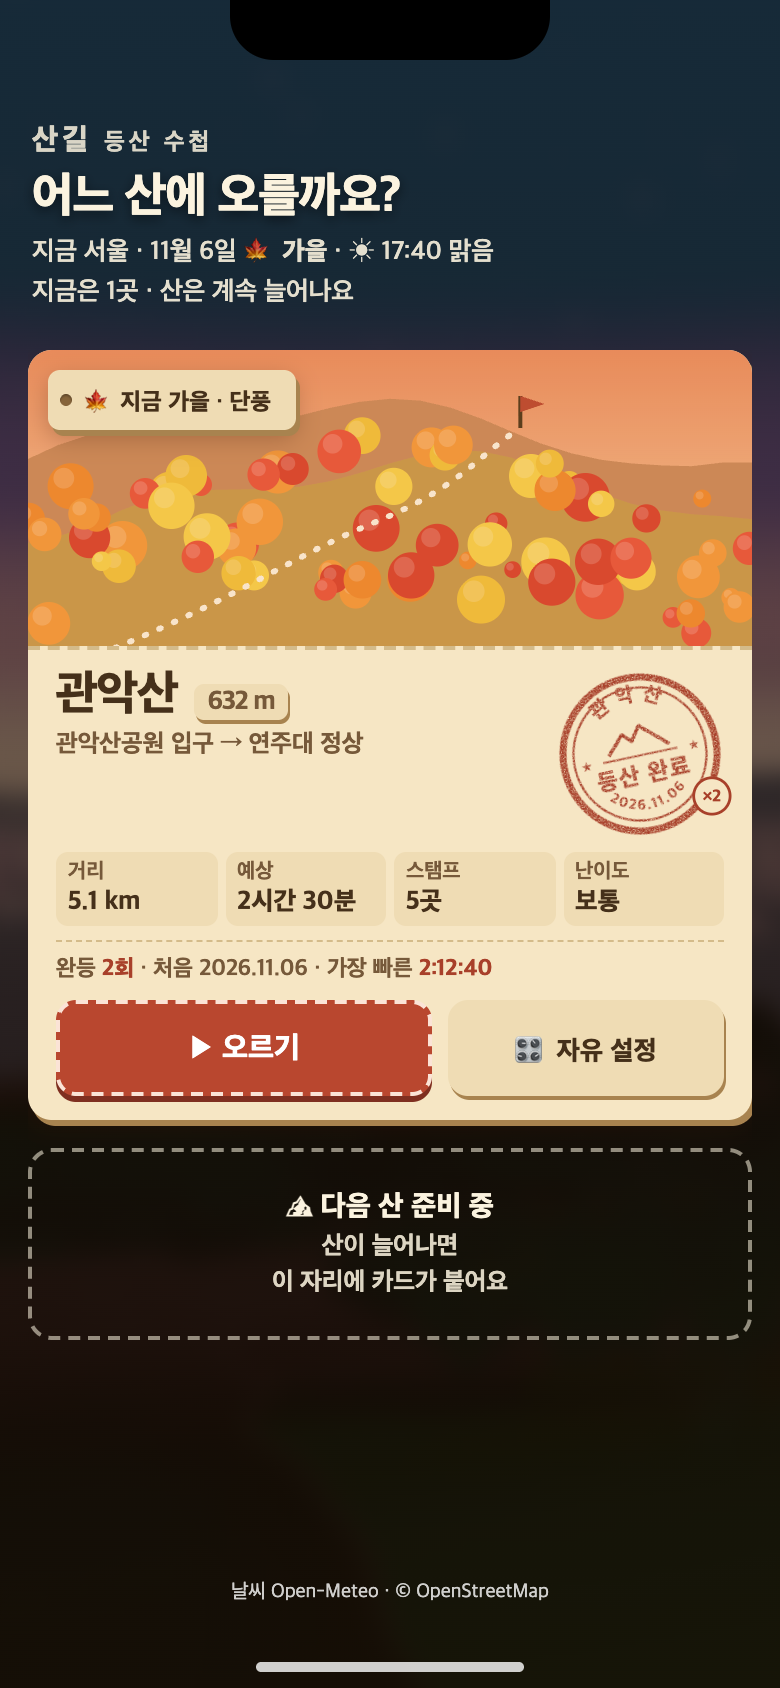 산길 등산 수첩
어느 산에 오를까요?
지금 서울 · 11월 6일 🍁 가을 · ☀ 17:40 맑음
지금은 1곳 · 산은 계속 늘어나요
🍁 지금 가을 · 단풍
관악산 632 m
관악산공원 입구 → 연주대 정상
관악산
등산 완료
2026.11.06
×2
거리 예상 스탬프 난이도
5.1 km 2시간 30분 5곳 보통
완등 2회 · 처음 2026.11.06 · 가장 빠른 2:12:40
▶ 오르기
🎛 자유 설정
🏔 다음 산 준비 중
산이 늘어나면
이 자리에 카드가 붙어요
날씨 Open-Meteo · © OpenStreetMap